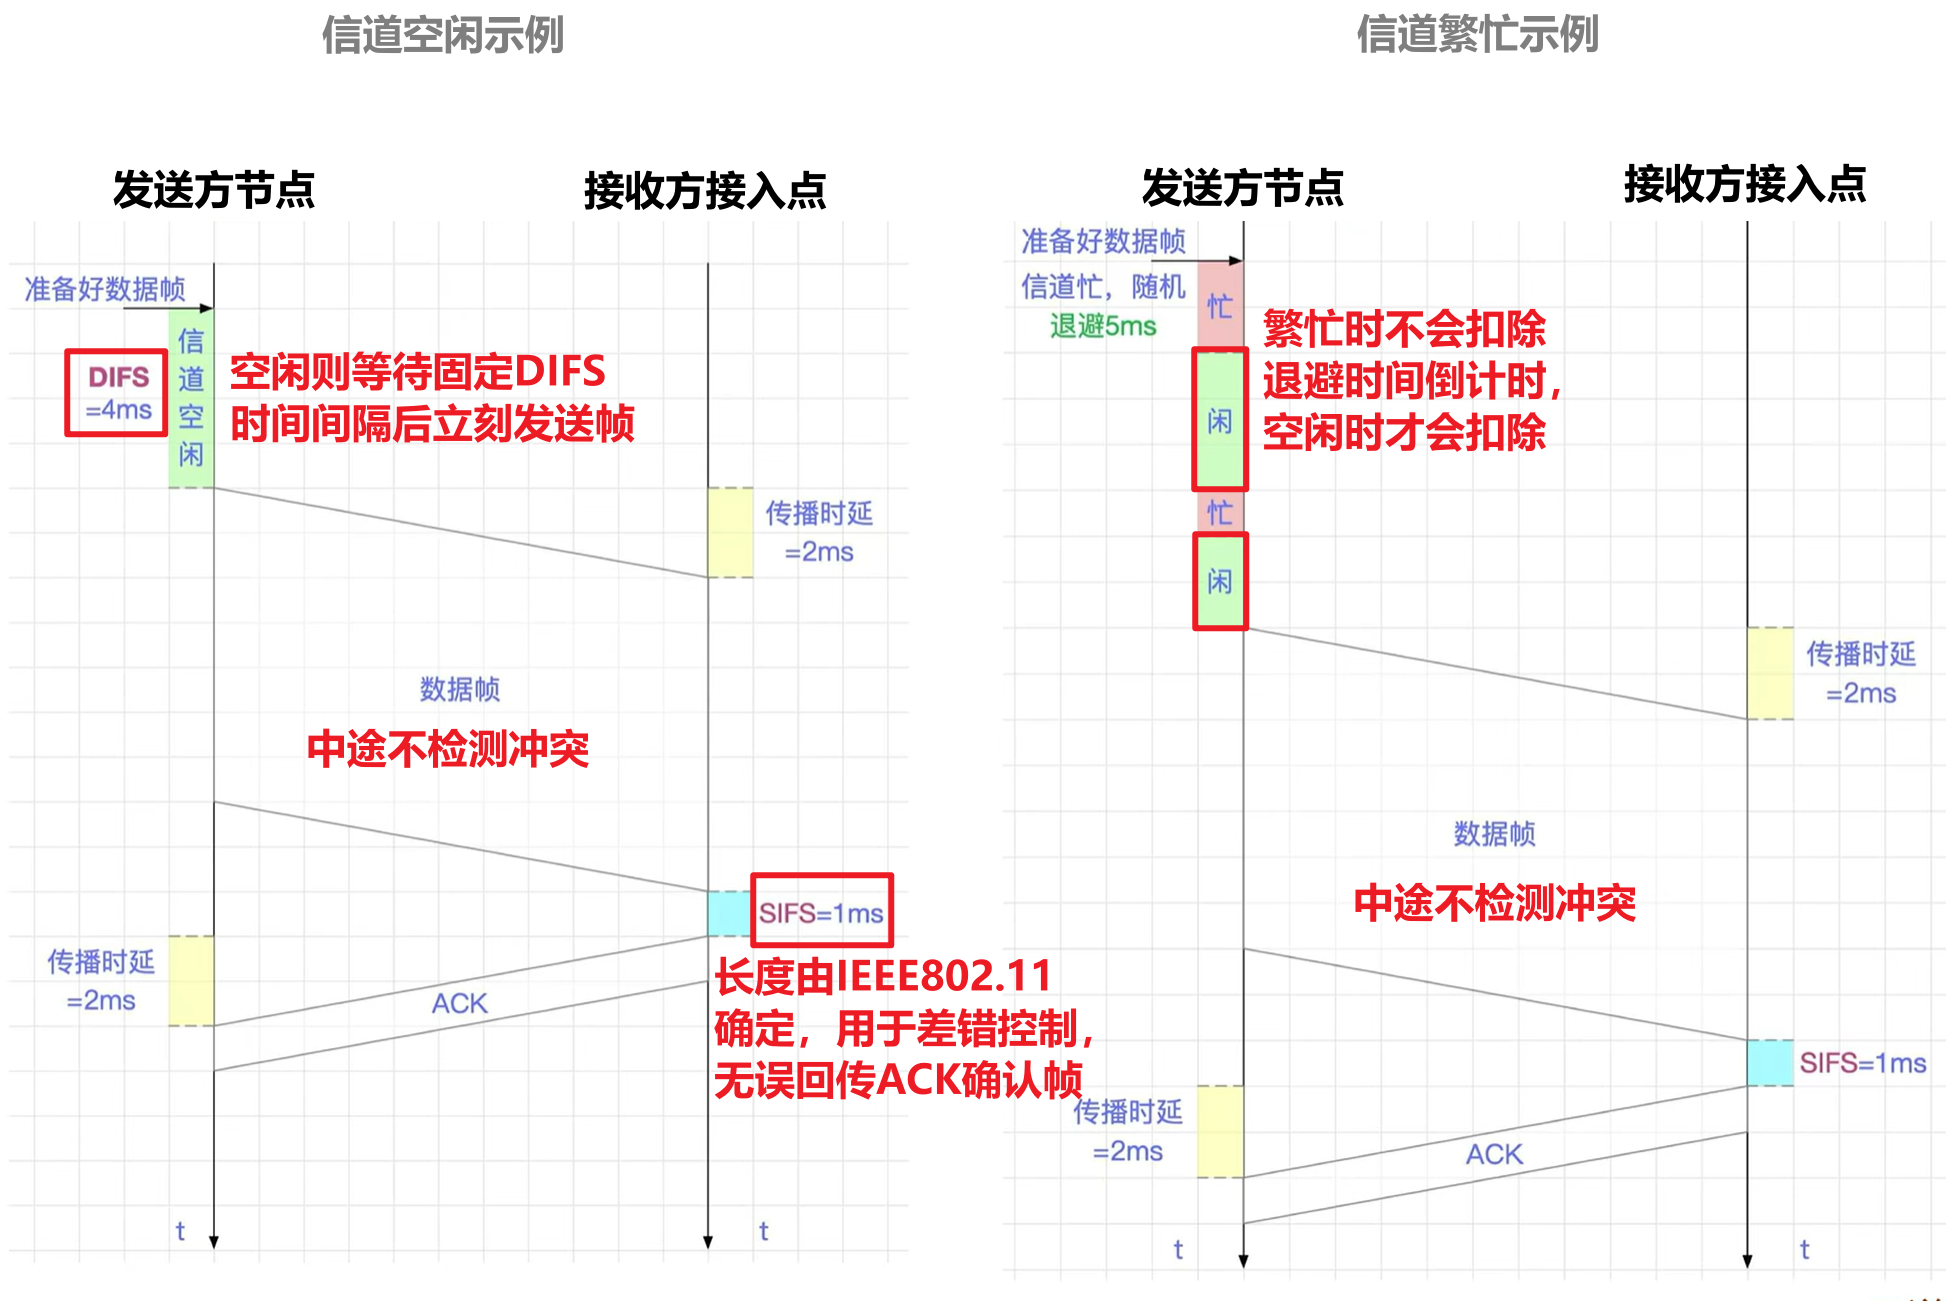 信道空闲示例
发送方节点
接收方接入点
准备好数据帧
信道空闲
DIFS
=4ms
空闲则等待固定DIFS
时间间隔后立刻发送帧
传播时延
=2ms
数据帧
中途不检测冲突
SIFS=1ms
长度由IEEE802.11
确定，用于差错控制，
无误回传ACK确认帧
传播时延
=2ms
ACK
t
t
信道繁忙示例
发送方节点
接收方接入点
准备好数据帧
信道忙，随机
退避5ms
忙
繁忙时不会扣除
退避时间倒计时，
空闲时才会扣除
闲
忙
闲
传播时延
=2ms
数据帧
中途不检测冲突
SIFS=1ms
传播时延
=2ms
ACK
t
t